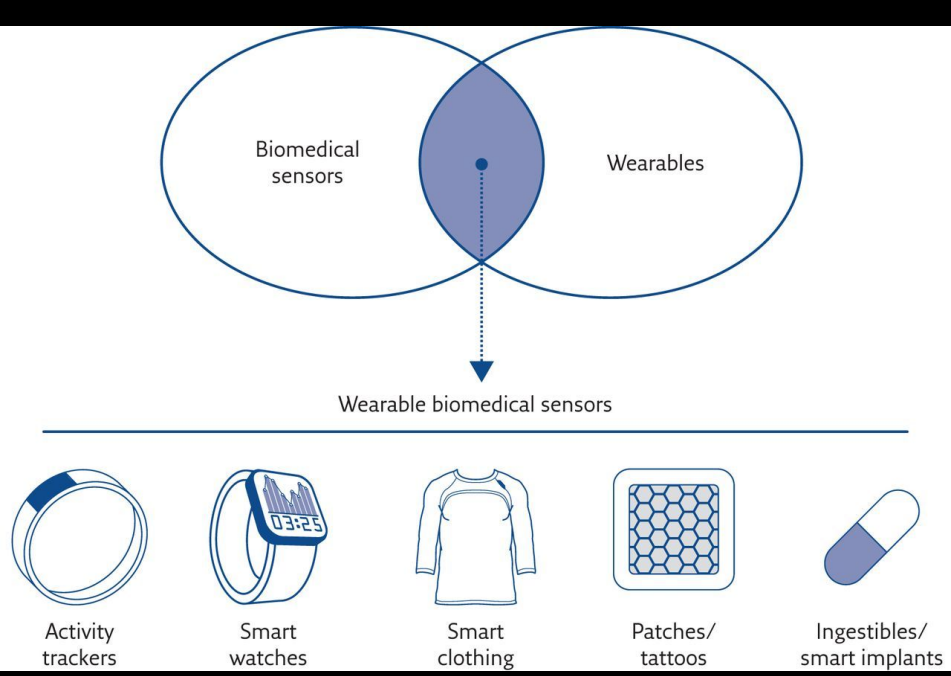 Biomedical
sensors
Wearables
Wearable biomedical sensors
03:25
Activity
trackers
Smart
watches
Smart
clothing
Patches/
tattoos
Ingestibles/
smart implants